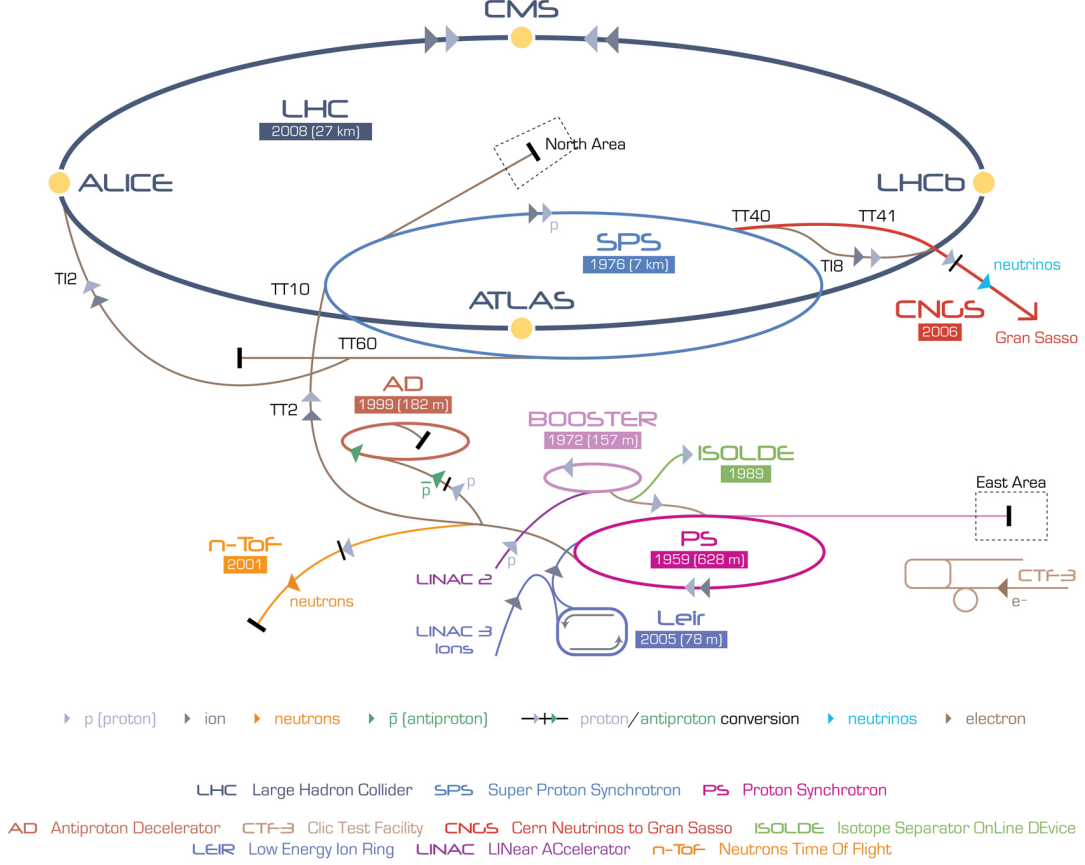 CMS
LHC
2008 (27 km)
North Area
ALICE
LHCb
TT40
TT41
p
SPS
1976 (7 km)
TI8
neutrinos
TI2
TT10
ATLAS
CNGS
2006
Gran Sasso
TT60
AD
1999 (182 m)
TT2
BOOSTER
1972 (157 m)
ISOLDE
1989
p̅
p
East Area
n-ToF
2001
PS
1959 (628 m)
p
LINAC 2
CTF-3
e-
neutrons
LINAC 3
Ions
Leir
2005 (78 m)
p (proton)
ion
neutrons
p̅ (antiproton)
proton/antiproton conversion
neutrinos
electron
LHC Large Hadron Collider
SPS Super Proton Synchrotron
PS Proton Synchrotron
AD Antiproton Decelerator
CTF-3 Clic Test Facility
CNGS Cern Neutrinos to Gran Sasso
ISOLDE Isotope Separator OnLine DEvice
LEIR Low Energy Ion Ring
LINAC LINear ACcelerator
n-ToF Neutrons Time Of Flight